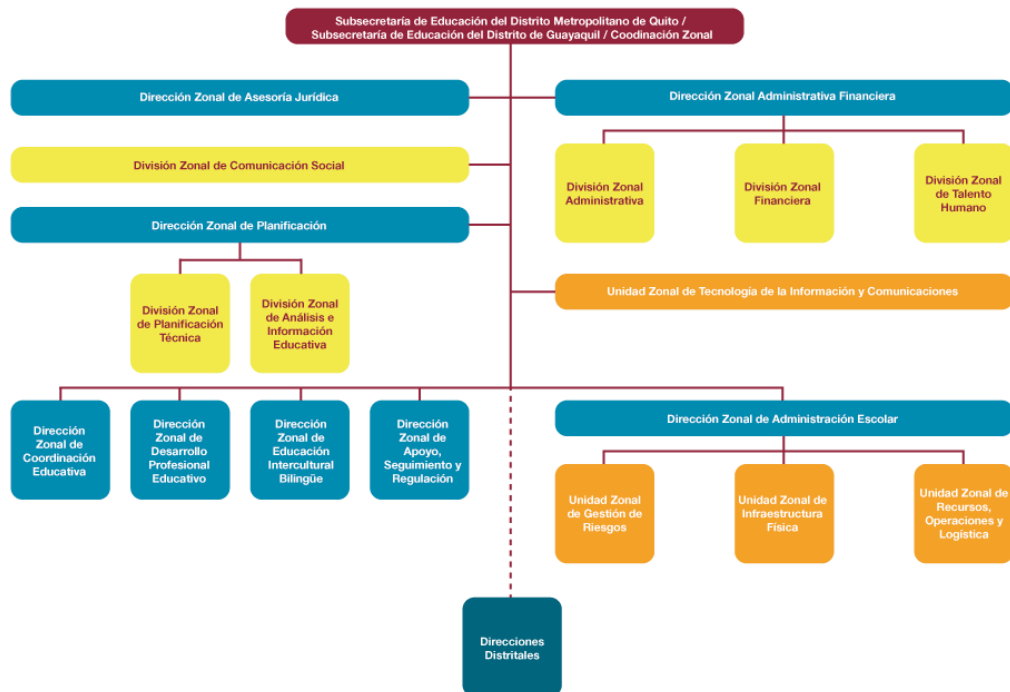 Subsecretaría de Educación del Distrito Metropolitano de Quito /
Subsecretaría de Educación del Distrito de Guayaquil / Coodinación Zonal
Dirección Zonal de Asesoría Jurídica
Dirección Zonal Administrativa Financiera
División Zonal de Comunicación Social
División Zonal
Administrativa
División Zonal
Financiera
División Zonal
de Talento
Humano
Dirección Zonal de Planificación
División Zonal
de Planificación
Técnica
División Zonal
de Análisis e
Información
Educativa
Unidad Zonal de Tecnología de la Información y Comunicaciones
Dirección
Zonal de
Coordinación
Educativa
Dirección
Zonal de
Desarrollo
Profesional
Educativo
Dirección
Zonal de
Educación
Intercultural
Bilingüe
Dirección
Zonal de
Apoyo,
Seguimiento y
Regulación
Dirección Zonal de Administración Escolar
Unidad Zonal
de Gestión de
Riesgos
Unidad Zonal de
Infraestructura
Física
Unidad Zonal de
Recursos,
Operaciones y
Logística
Direcciones
Distritales